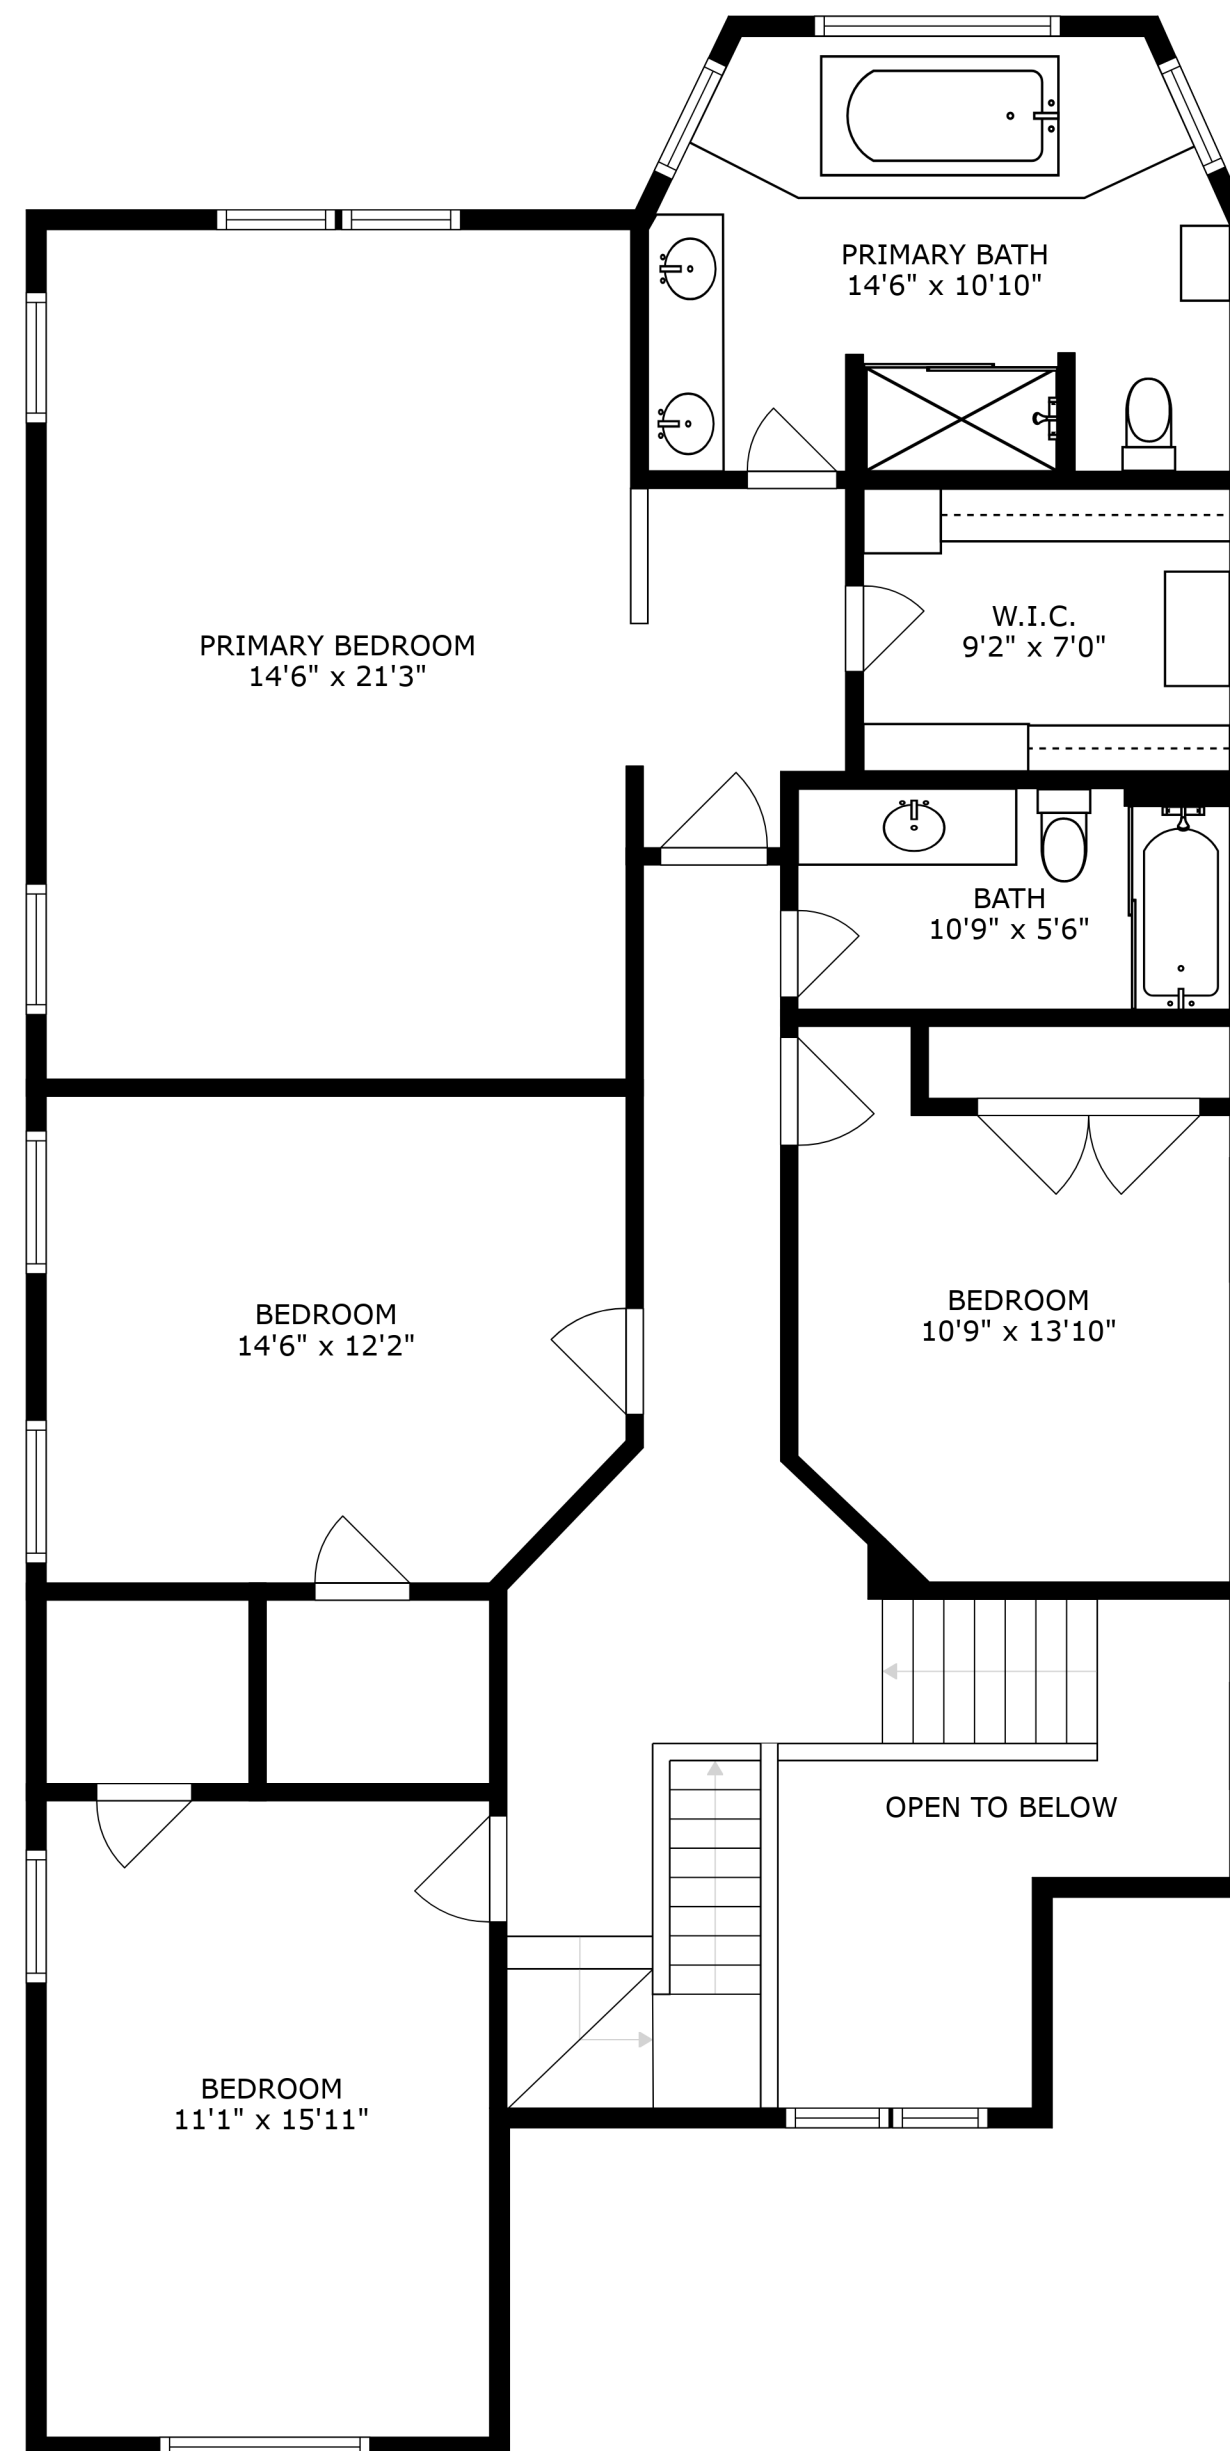 PRIMARY BATH
14'6" x 10'10"
PRIMARY BEDROOM
14'6" x 21'3"
W.I.C.
9'2" x 7'0"
BATH
10'9" x 5'6"
BEDROOM
14'6" x 12'2"
BEDROOM
10'9" x 13'10"
OPEN TO BELOW
BEDROOM
11'1" x 15'11"